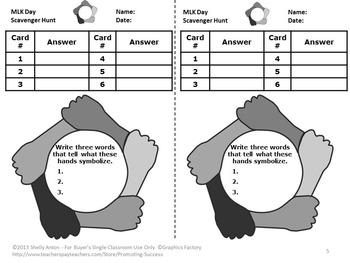 MLK Day
Scavenger Hunt
Name:
Date:
Card # Answer Card # Answer
1 4
2 5
3 6
Write three words
that tell what these
hands symbolize.
1.
2.
3.
MLK Day
Scavenger Hunt
Name:
Date:
Card # Answer Card # Answer
1 4
2 5
3 6
Write three words
that tell what these
hands symbolize.
1.
2.
3.
©2013 Shelly Anton – For Buyer's Single Classroom Use Only ©Graphics Factory
http://www.teacherspayteachers.com/Store/Promoting-Success
5